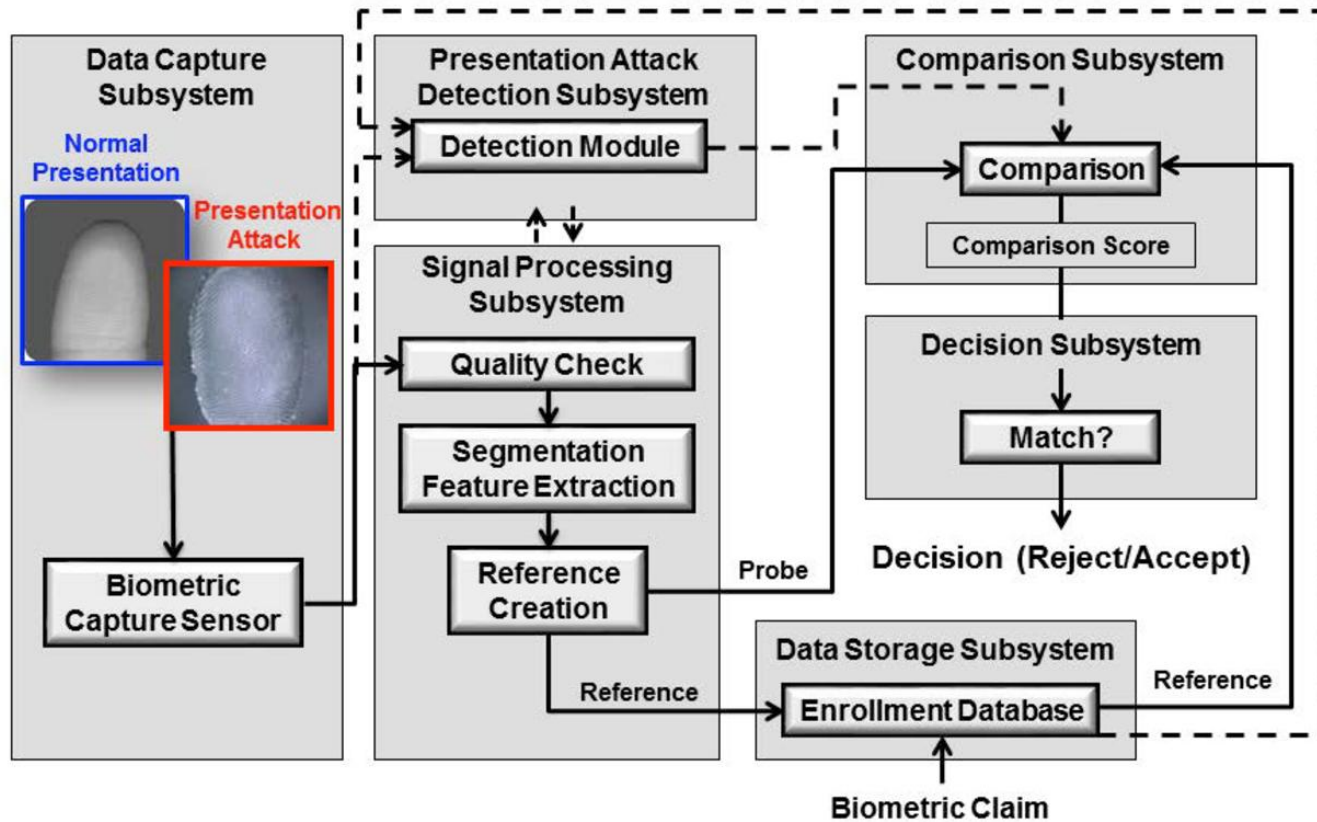 Data Capture
Subsystem
Normal
Presentation
Presentation
Attack
Biometric
Capture Sensor
Presentation Attack
Detection Subsystem
Detection Module
Signal Processing
Subsystem
Quality Check
Segmentation
Feature Extraction
Reference
Creation
Probe
Reference
Comparison Subsystem
Comparison
Comparison Score
Decision Subsystem
Match?
Decision (Reject/Accept)
Data Storage Subsystem
Enrollment Database
Reference
Biometric Claim